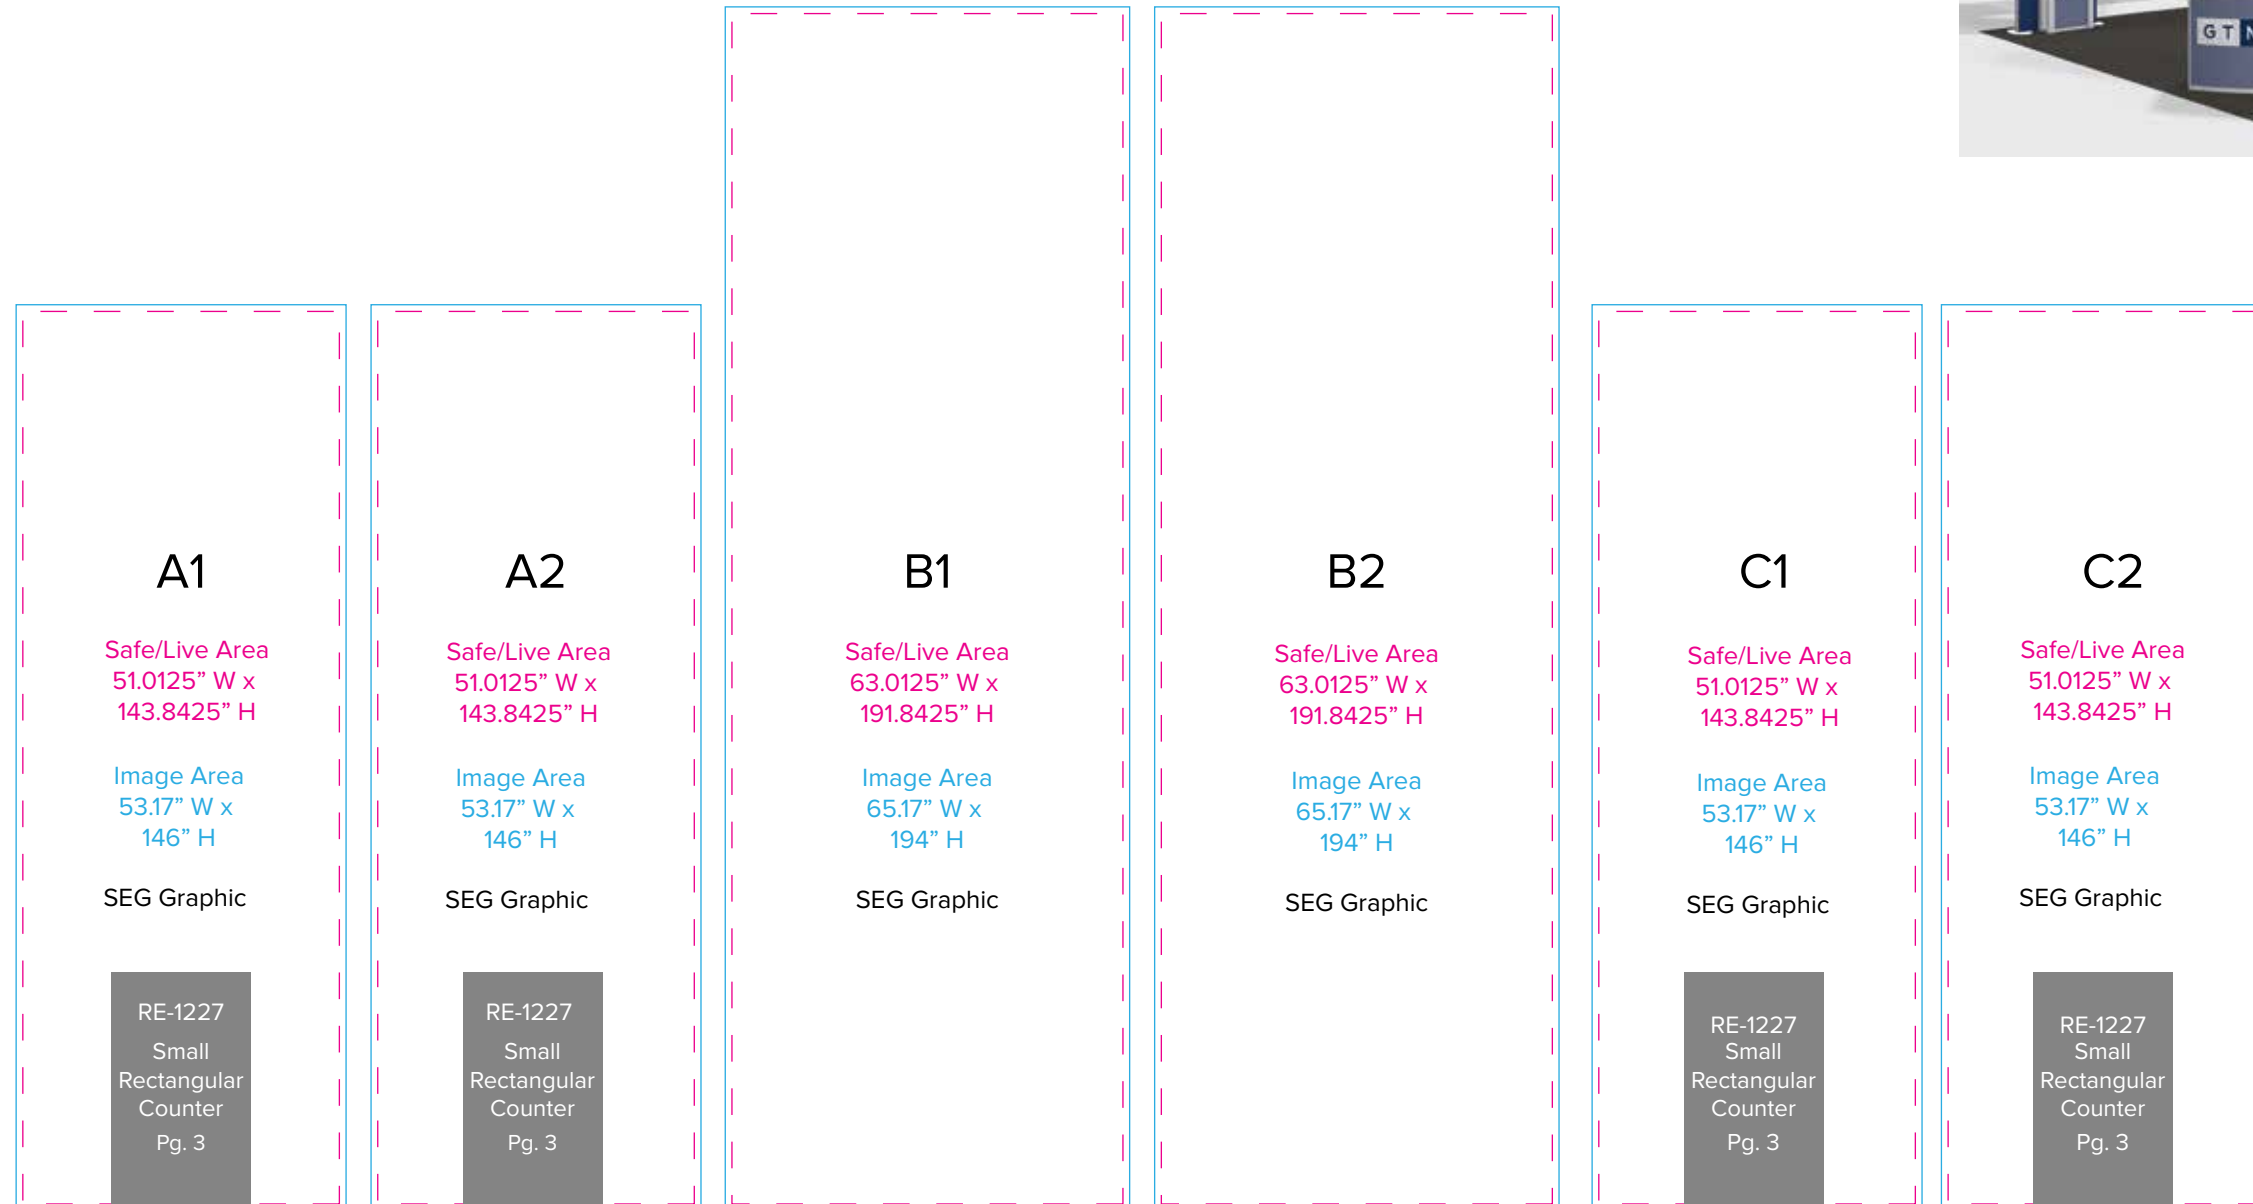 G T N
A1
Safe/Live Area
51.0125” W x
143.8425” H
Image Area
53.17” W x
146” H
SEG Graphic
RE-1227
Small
Rectangular
Counter
Pg. 3
A2
Safe/Live Area
51.0125” W x
143.8425” H
Image Area
53.17” W x
146” H
SEG Graphic
RE-1227
Small
Rectangular
Counter
Pg. 3
B1
Safe/Live Area
63.0125” W x
191.8425” H
Image Area
65.17” W x
194” H
SEG Graphic
B2
Safe/Live Area
63.0125” W x
191.8425” H
Image Area
65.17” W x
194” H
SEG Graphic
C1
Safe/Live Area
51.0125” W x
143.8425” H
Image Area
53.17” W x
146” H
SEG Graphic
RE-1227
Small
Rectangular
Counter
Pg. 3
C2
Safe/Live Area
51.0125” W x
143.8425” H
Image Area
53.17” W x
146” H
SEG Graphic
RE-1227
Small
Rectangular
Counter
Pg. 3